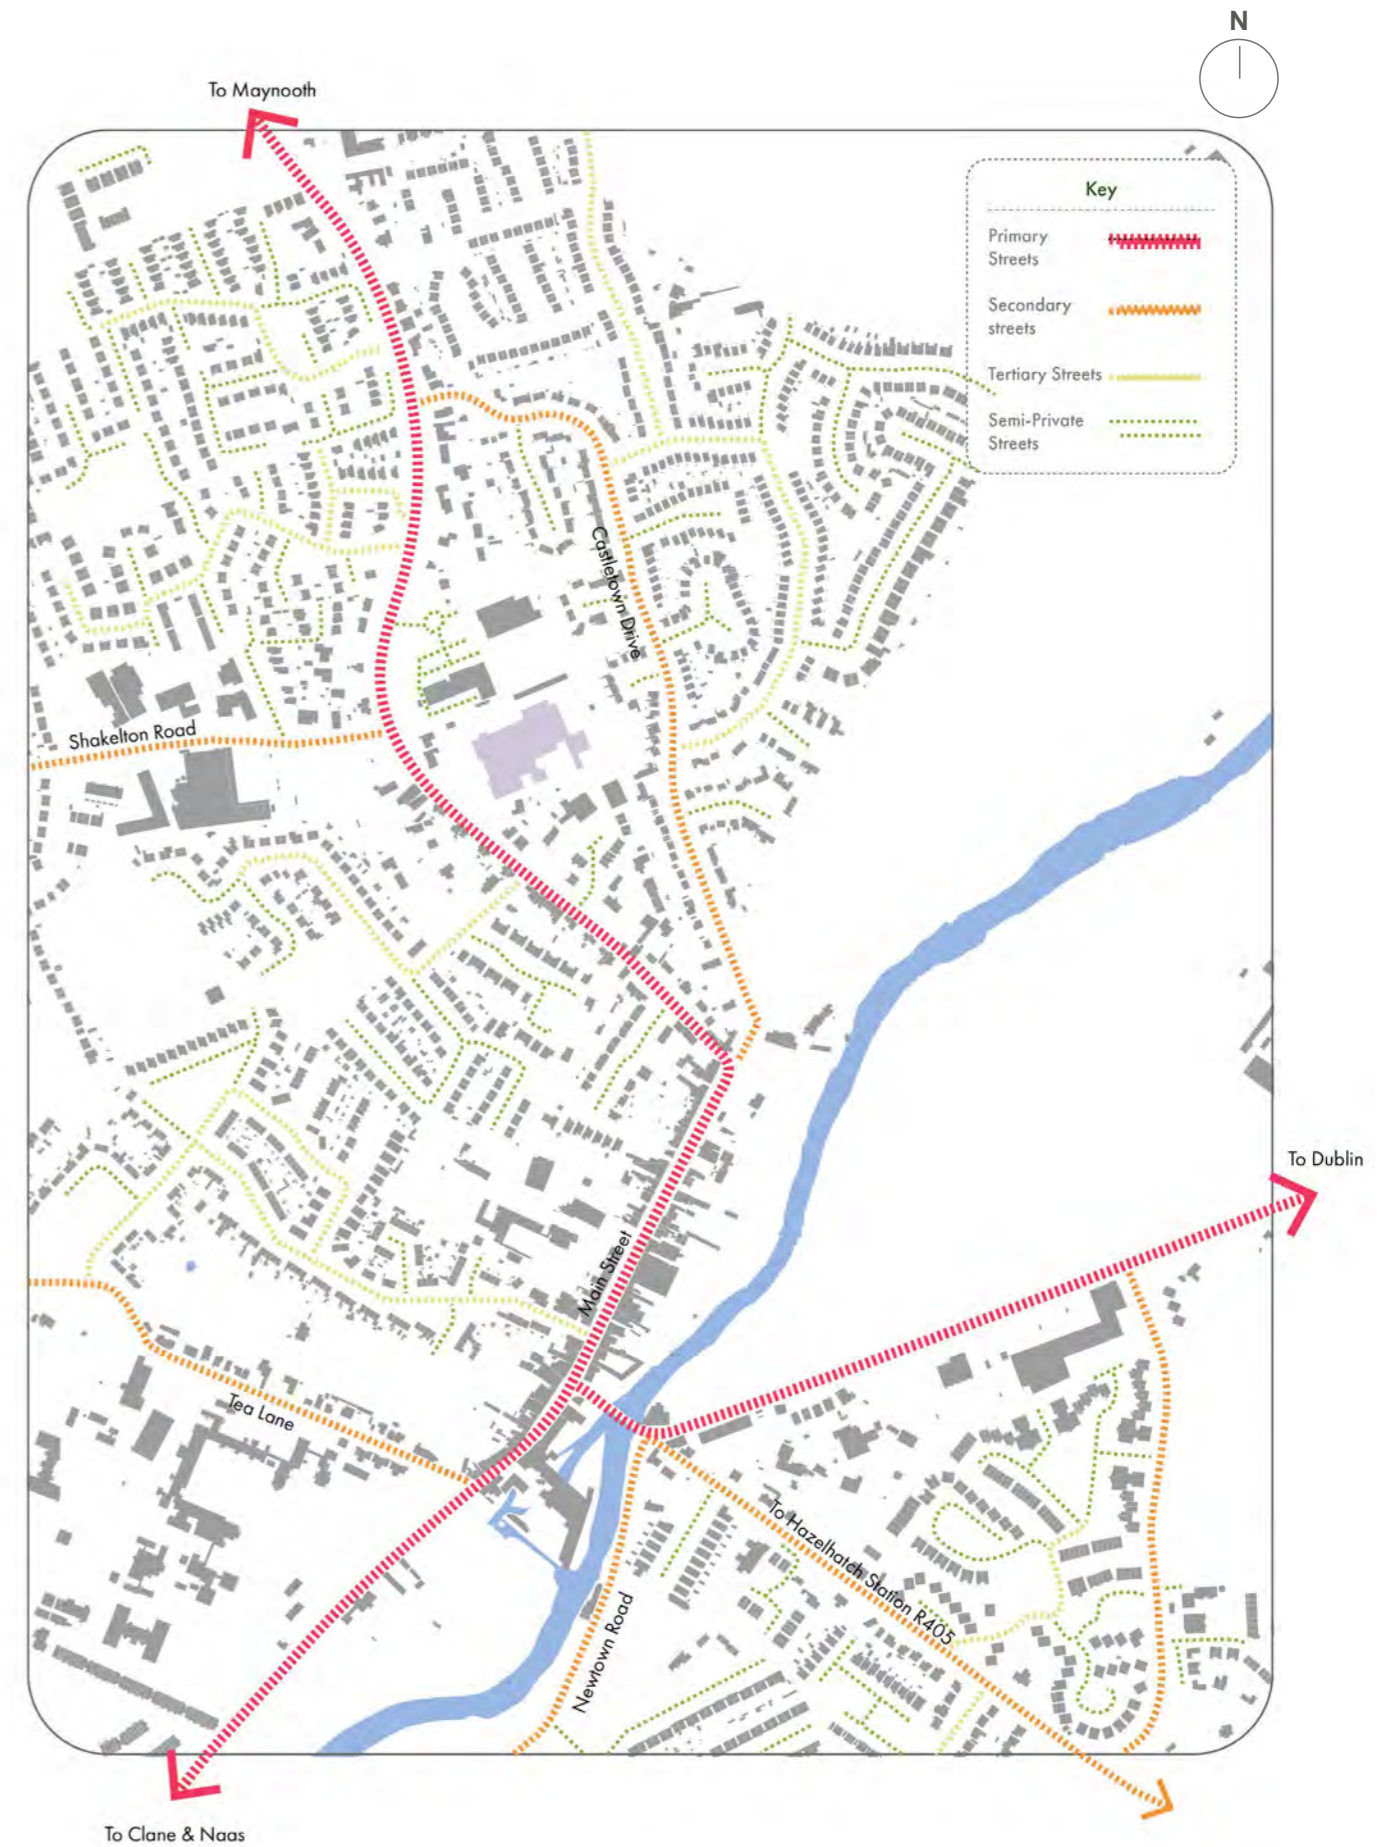 N
To Maynooth
Key
Primary
Streets
Secondary
streets
Tertiary Streets
Semi-Private
Streets
Castletown Drive
Shakelton Road
To Dublin
Main Street
Tea Lane
To Hazelhatch Station R405
Newtown Road
To Clane & Naas